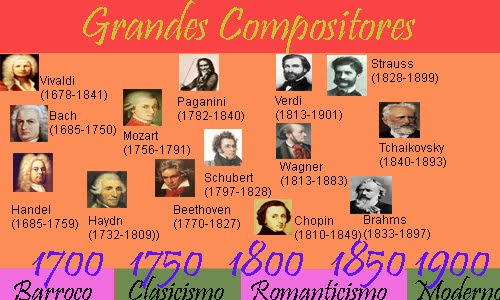 Grandes Compositores
Vivaldi
(1678-1841)
Bach
(1685-1750)
Handel
(1685-1759)
Haydn
(1732-1809))
Mozart
(1756-1791)
Paganini
(1782-1840)
Beethoven
(1770-1827)
Schubert
(1797-1828)
Verdi
(1813-1901)
Wagner
(1813-1883)
Chopin
(1810-1849)
Strauss
(1828-1899)
Tchaikovsky
(1840-1893)
Brahms
(1833-1897)
1700 1750 1800 1850 1900
Barroco Clasicismo Romanticismo Moderno